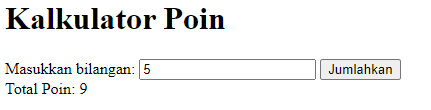 Kalkulator Poin
Masukkan bilangan: 5 Jumlahkan
Total Poin: 9